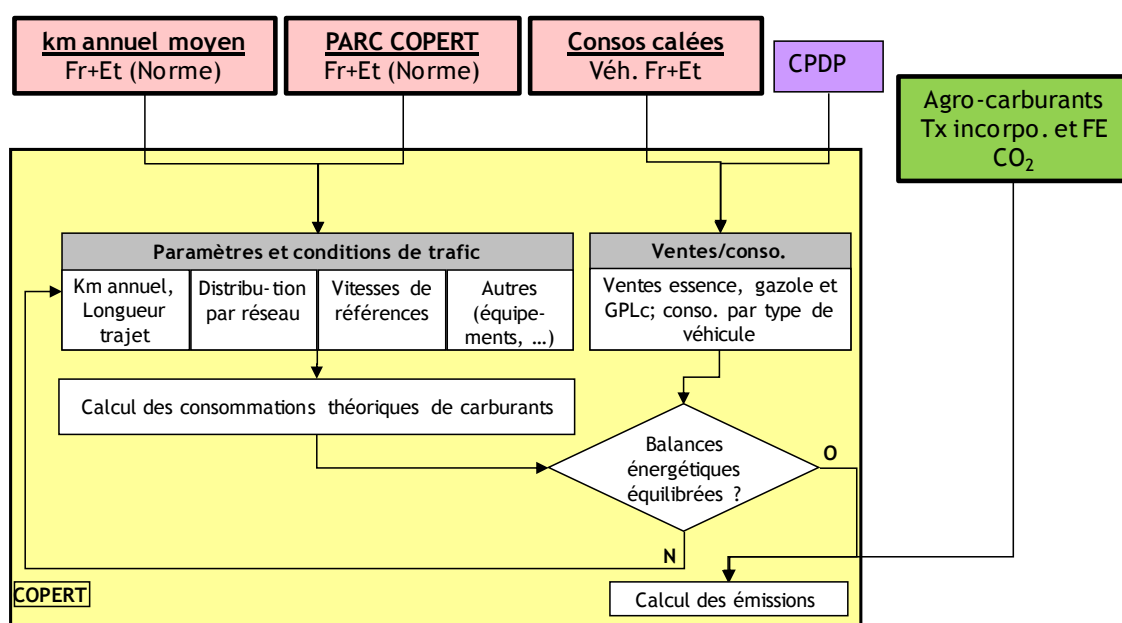 km annuel moyen
Fr+Et (Norme)
PARC COPERT
Fr+Et (Norme)
Consos calées
Véh. Fr+Et
CPDP
Agro-carburants
Tx incorpo. et FE
CO₂
Paramètres et conditions de trafic
Km annuel,
Longueur
trajet
Distribu-tion
par réseau
Vitesses de
références
Autres
(équipe-
ments, …)
Ventes/conso.
Ventes essence, gazole et
GPLc; conso. par type de
véhicule
Calcul des consommations théoriques de carburants
Balances
énergétiques
équilibrées ?
O
N
COPERT
Calcul des émissions